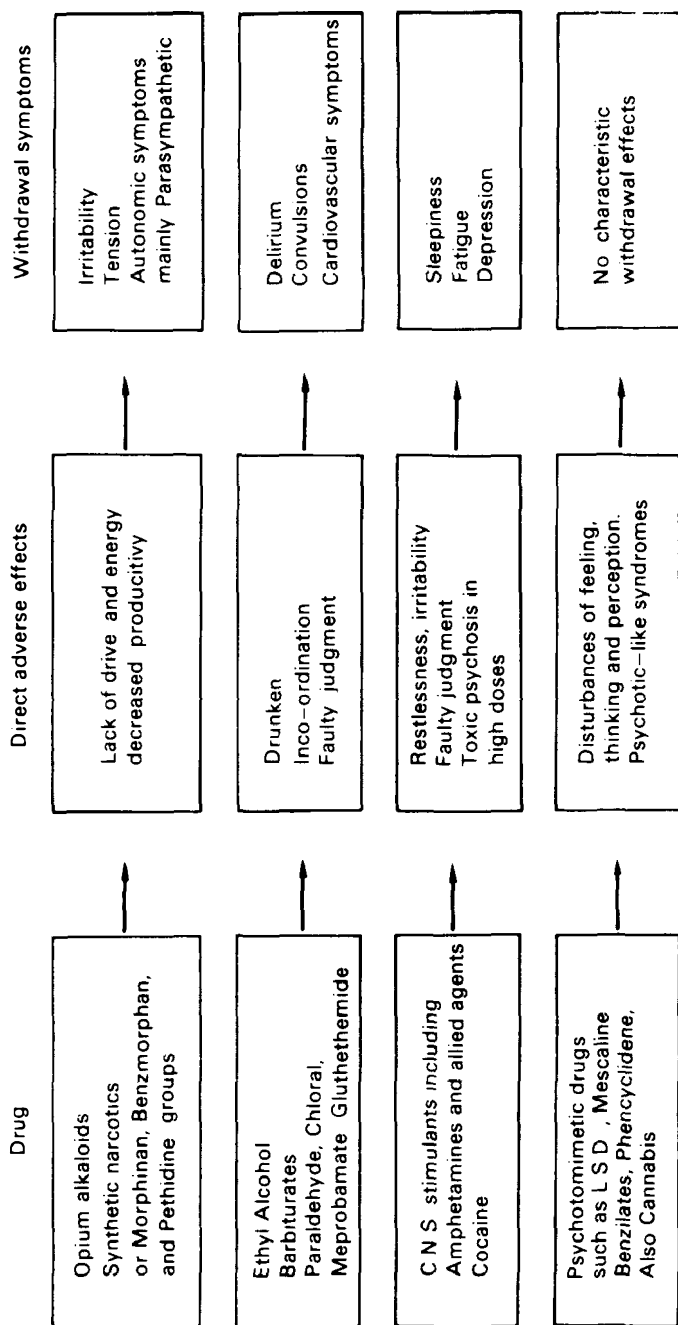 Drug
Direct adverse effects
Withdrawal symptoms
Opium alkaloids
Synthetic narcotics
or Morphinan, Benzmorphan,
and Pethidine groups
Lack of drive and energy
decreased producitivy
Irritability
Tension
Autonomic symptoms
mainly Parasympathetic
Ethyl Alcohol
Barbiturates
Paraldehyde, Chloral,
Meprobamate Gluthethemide
Drunken
Inco-ordination
Faulty judgment
Delirium
Convulsions
Cardiovascular symptoms
CNS stimulants including
Amphetamines and allied agents
Cocaine
Restlessness, irritability
Faulty judgment
Toxic psychosis in
high doses
Sleepiness
Fatigue
Depression
Psychotomimetic drugs
such as LSD, Mescaline
Benzilates, Phencyclidene,
Also Cannabis
Disturbances of feeling,
thinking and perception.
Psychotic-like syndromes
No characteristic
withdrawal effects